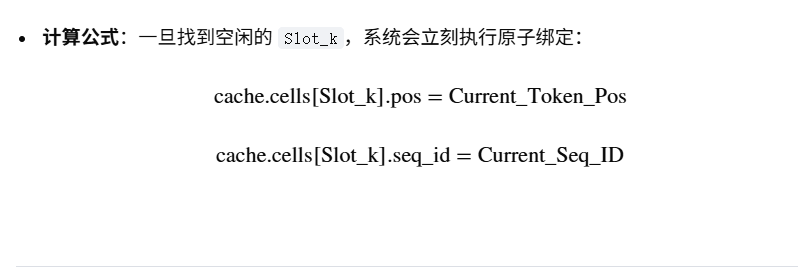 • 计算公式：一旦找到空闲的 Slot_k，系统会立刻执行原子绑定：
cache.cells[Slot_k].pos = Current_Token_Pos
cache.cells[Slot_k].seq_id = Current_Seq_ID